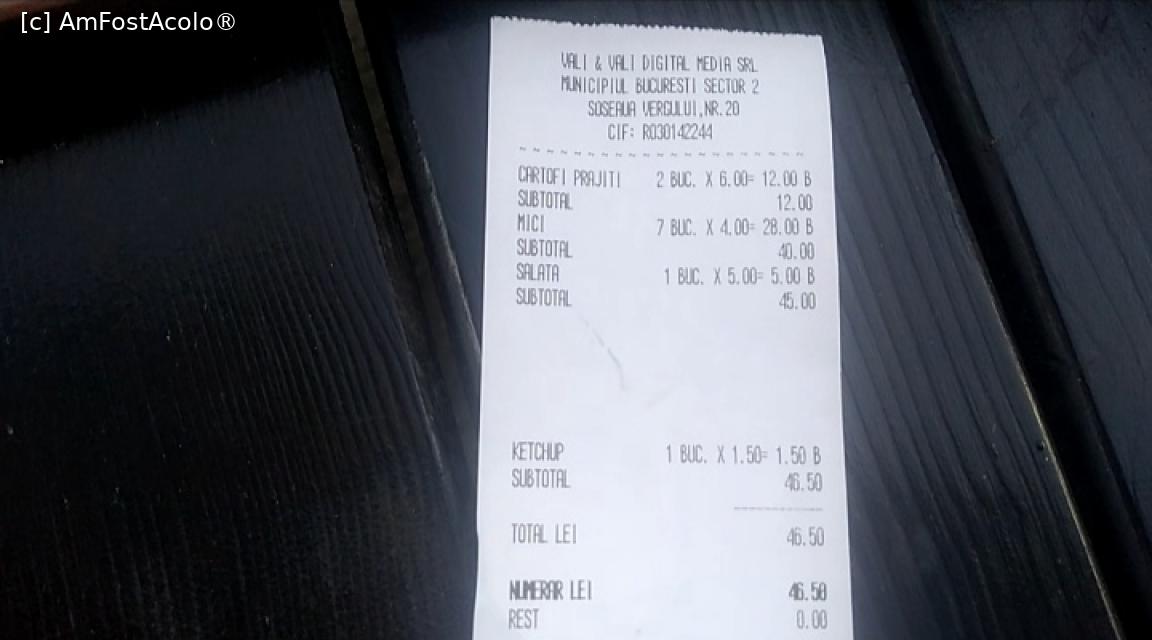 [c] AmFostAcolo®
VALI & VALI DIGITAL MEDIA SRL
MUNICIPIUL BUCURESTI SECTOR 2
SOSEAUA VERGULUI,NR.20
CIF: RO30142244
~ ~ ~ ~ ~ ~ ~ ~ ~ ~ ~ ~ ~ ~ ~ ~ ~ ~ ~ ~ ~
CARTOFI PRAJITI 2 BUC. X 6.00= 12.00 B
SUBTOTAL 12.00
MICI 7 BUC. X 4.00= 28.00 B
SUBTOTAL 40.00
SALATA 1 BUC. X 5.00= 5.00 B
SUBTOTAL 45.00
KETCHUP 1 BUC. X 1.50= 1.50 B
SUBTOTAL 46.50
TOTAL LEI 46.50
NUMERAR LEI 46.50
REST 0.00